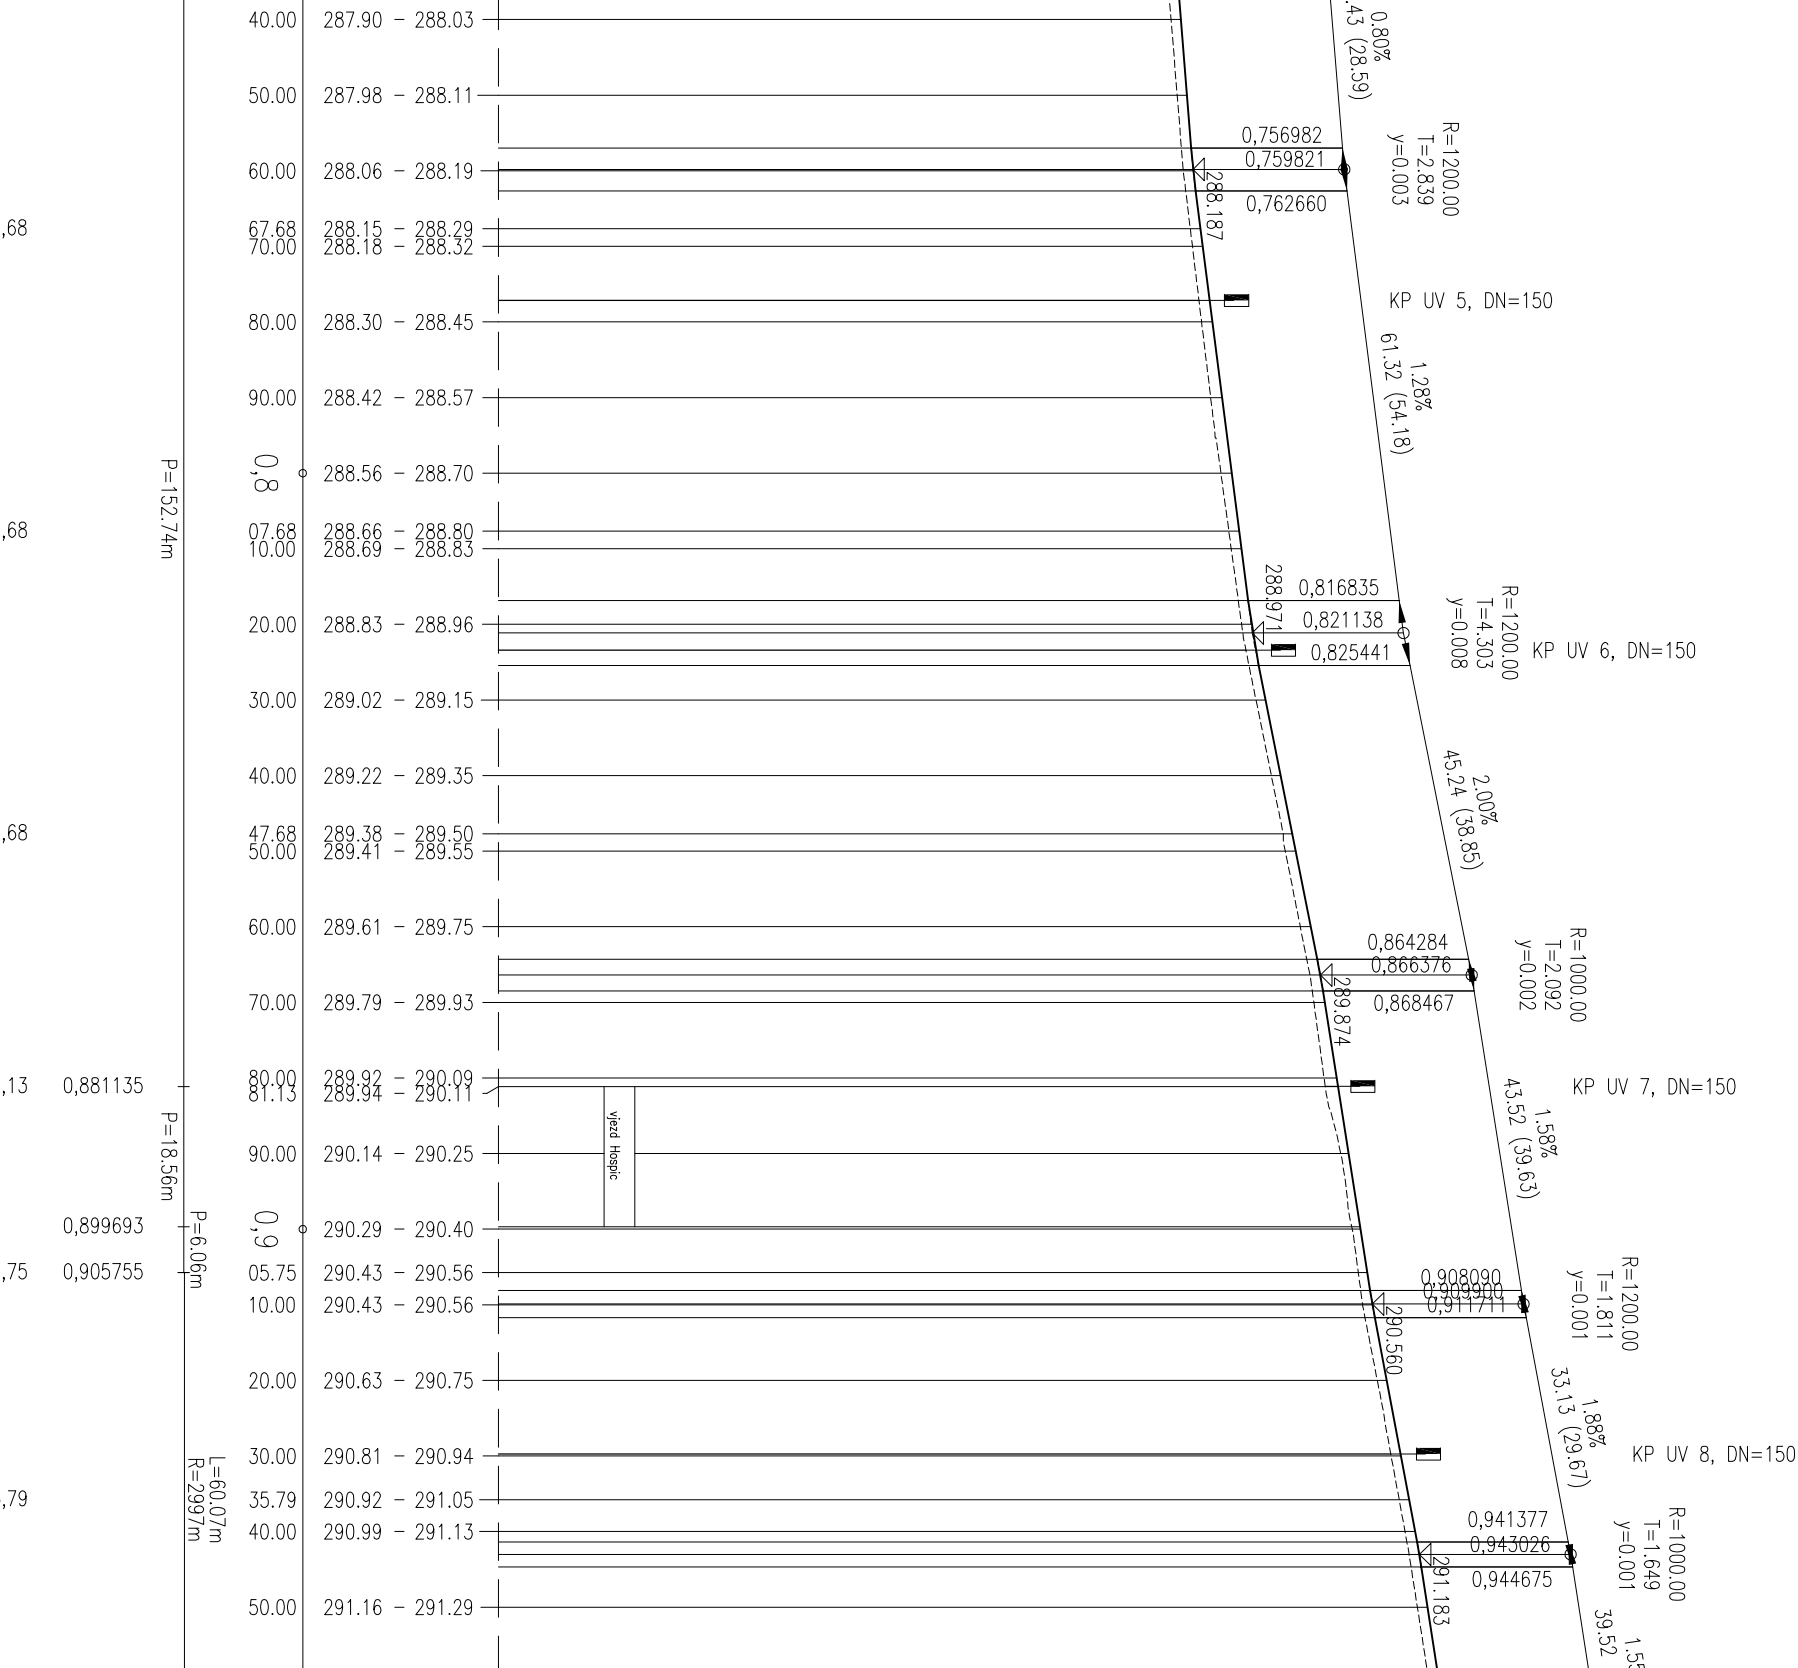 40.00 287.90 - 288.03
50.00 287.98 - 288.11
60.00 288.06 - 288.19
67.68 288.15 - 288.29
70.00 288.18 - 288.32
80.00 288.30 - 288.45
90.00 288.42 - 288.57
0,8 288.56 - 288.70
07.68 288.66 - 288.80
10.00 288.69 - 288.83
20.00 288.83 - 288.96
30.00 289.02 - 289.15
40.00 289.22 - 289.35
47.68 289.38 - 289.50
50.00 289.41 - 289.55
60.00 289.61 - 289.75
70.00 289.79 - 289.93
80.00 289.92 - 290.09
81.13 289.94 - 290.11
90.00 290.14 - 290.25
0,9 290.29 - 290.40
05.75 290.43 - 290.56
10.00 290.43 - 290.56
20.00 290.63 - 290.75
30.00 290.81 - 290.94
35.79 290.92 - 291.05
40.00 290.99 - 291.13
50.00 291.16 - 291.29
,68
,68
,68
,13 0,881135
0,899693
,75 0,905755
,79
P=152.74m
P=18.56m
P=6.06m
L=60.07m
R=2997m
vjezd Hospic
0.80%
.43 (28.59)
0,756982
0,759821
0,762660
288.187
R=1200.00
T=2.839
y=0.003
KP UV 5, DN=150
1.28%
61.32 (54.18)
0,816835
0,821138
0,825441
288.971
R=1200.00
T=4.303
y=0.008
KP UV 6, DN=150
2.00%
45.24 (38.85)
0,864284
0,866376
0,868467
289.874
R=1000.00
T=2.092
y=0.002
KP UV 7, DN=150
1.58%
43.52 (39.63)
0,908090
0,909900
0,911711
290.560
R=1200.00
T=1.811
y=0.001
1.88%
33.13 (29.67)
KP UV 8, DN=150
0,941377
0,943026
0,944675
291.183
R=1000.00
T=1.649
y=0.001
39.52